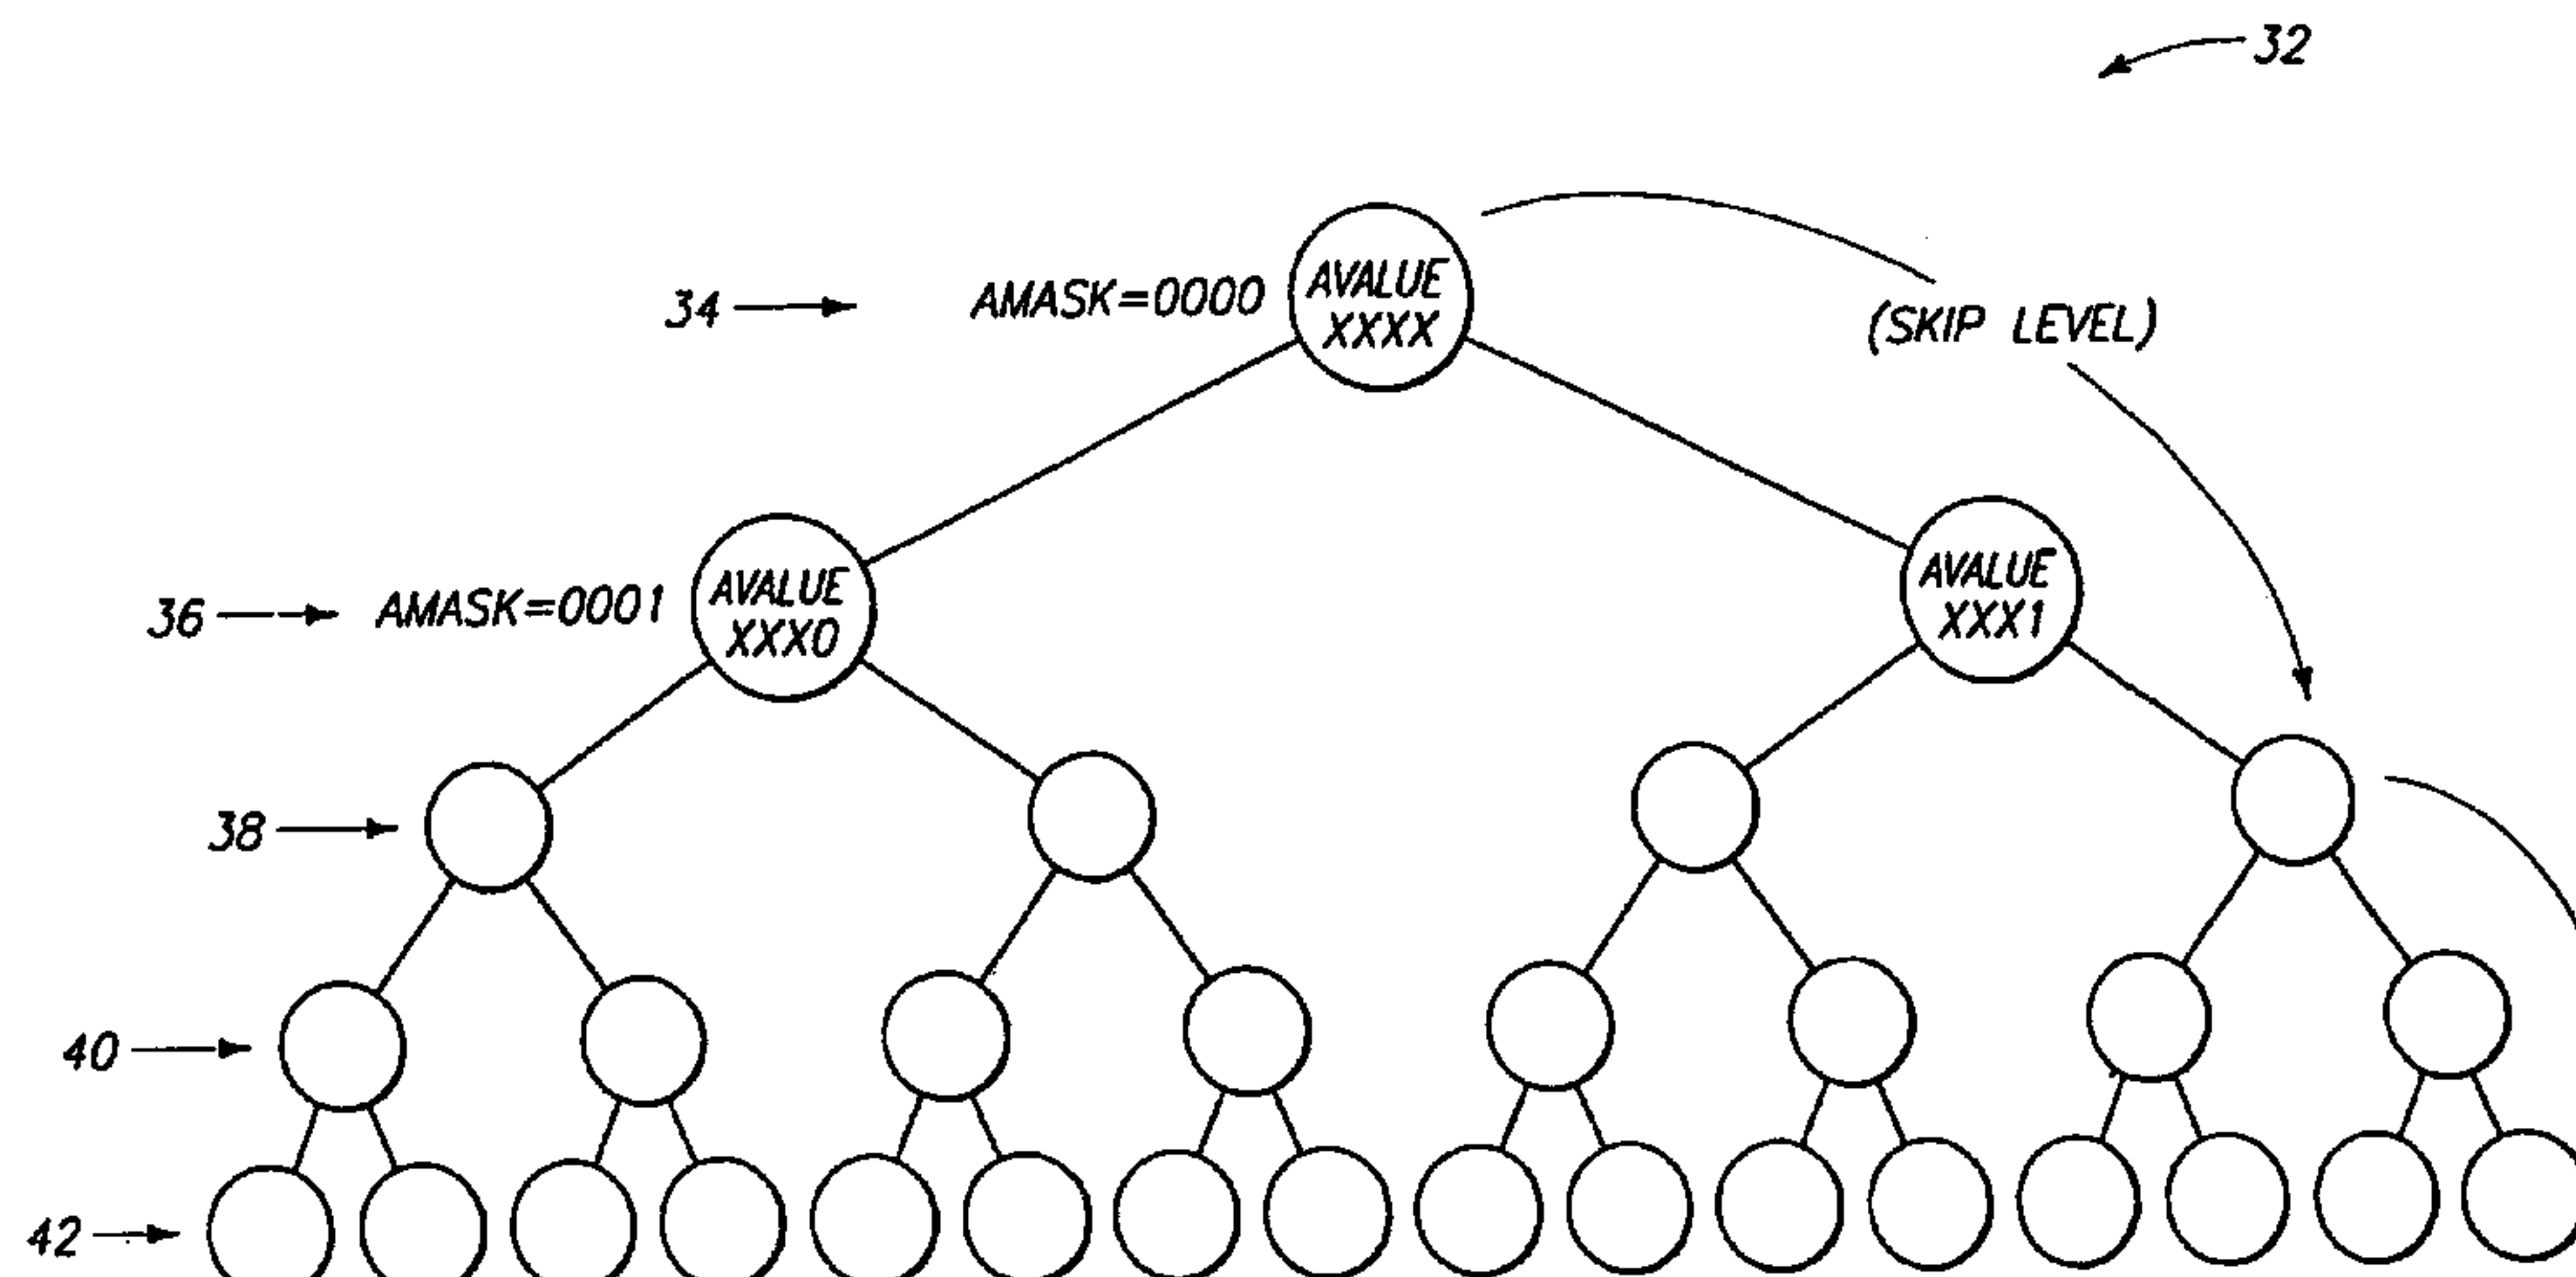 32
34
AMASK=0000
AVALUE
XXXX
(SKIP LEVEL)
36
AMASK=0001
AVALUE
XXX0
AVALUE
XXX1
38
40
42